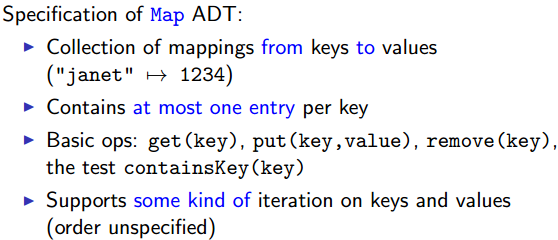 Specification of Map ADT:
▶ Collection of mappings from keys to values
("janet" ↦ 1234)
▶ Contains at most one entry per key
▶ Basic ops: get(key), put(key,value), remove(key),
the test containsKey(key)
▶ Supports some kind of iteration on keys and values
(order unspecified)